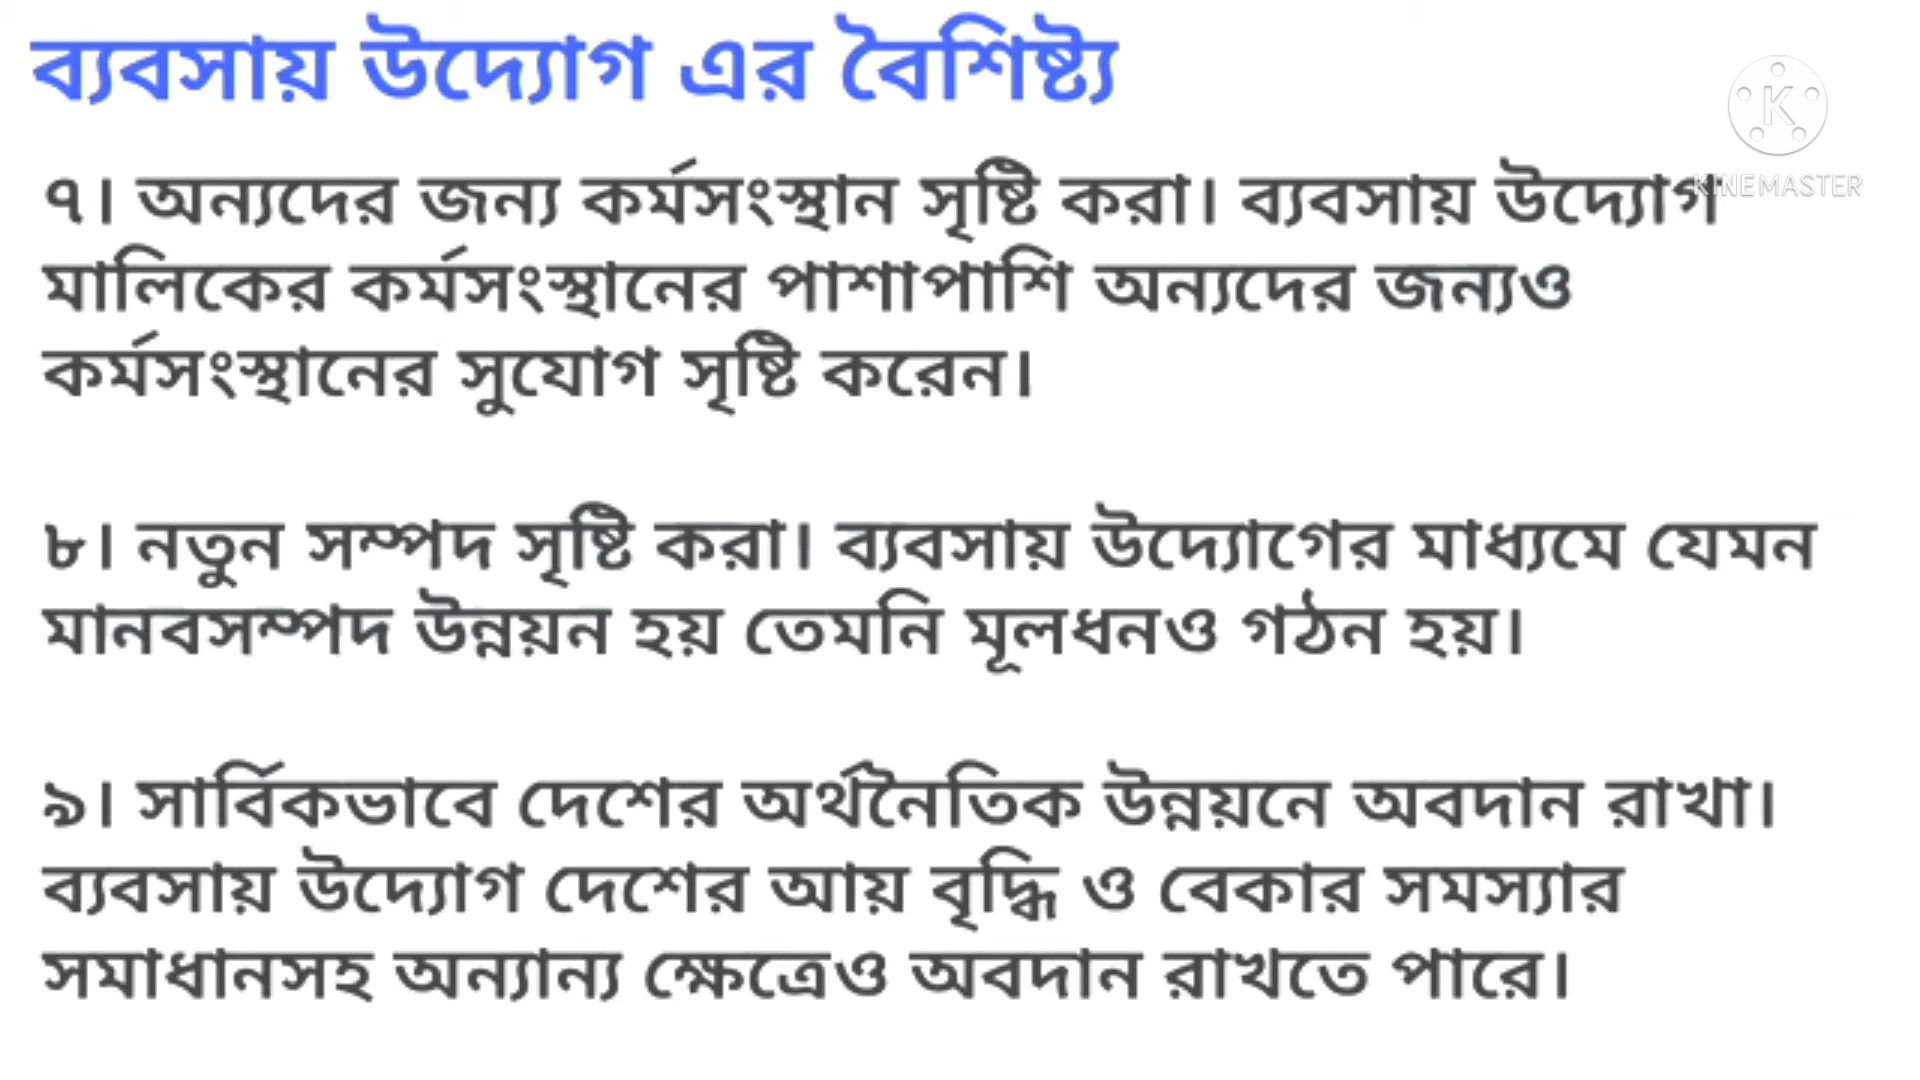 ব্যবসায় উদ্যোগ এর বৈশিষ্ট্য
৭। অন্যদের জন্য কর্মসংস্থান সৃষ্টি করা। ব্যবসায় উদ্যোগ
মালিকের কর্মসংস্থানের পাশাপাশি অন্যদের জন্যও
কর্মসংস্থানের সুযোগ সৃষ্টি করেন।
৮। নতুন সম্পদ সৃষ্টি করা। ব্যবসায় উদ্যোগের মাধ্যমে যেমন
মানবসম্পদ উন্নয়ন হয় তেমনি মূলধনও গঠন হয়।
৯। সার্বিকভাবে দেশের অর্থনৈতিক উন্নয়নে অবদান রাখা।
ব্যবসায় উদ্যোগ দেশের আয় বৃদ্ধি ও বেকার সমস্যার
সমাধানসহ অন্যান্য ক্ষেত্রেও অবদান রাখতে পারে।
K
KINEMASTER